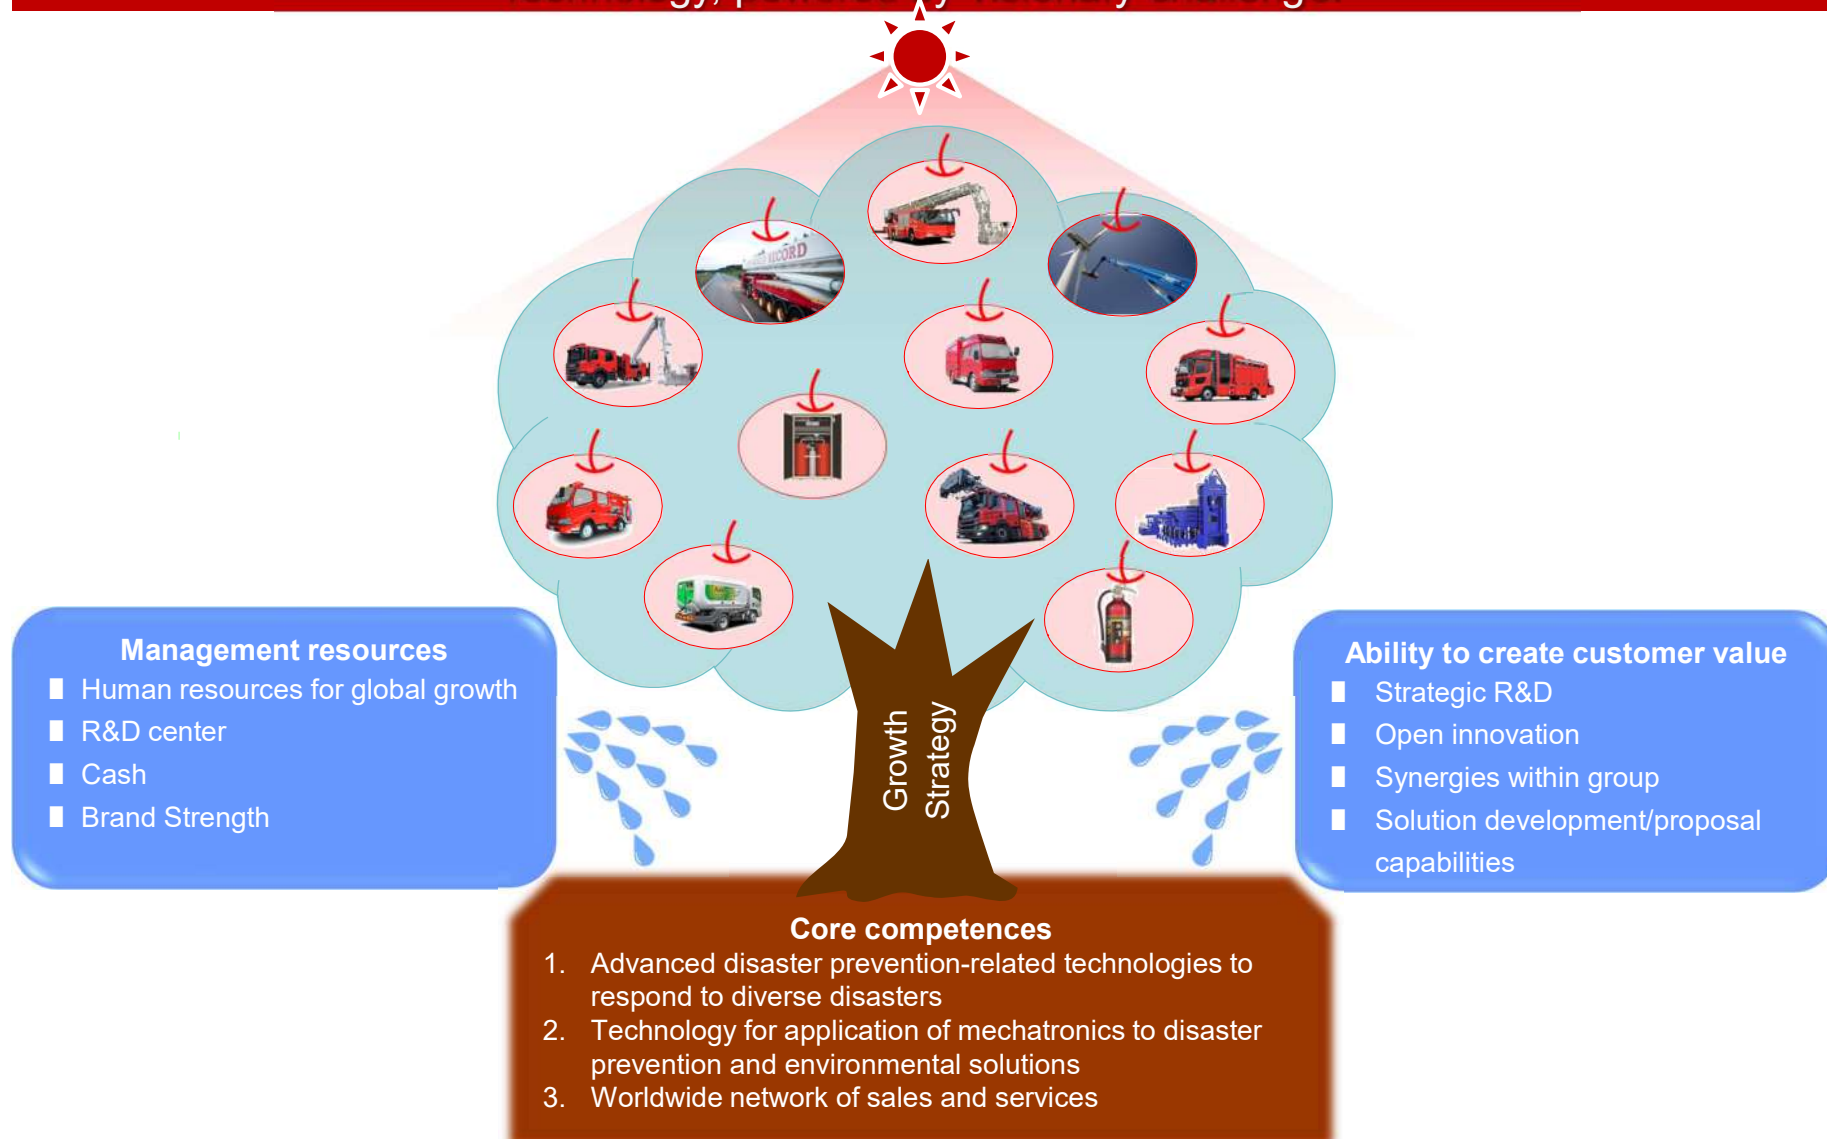 Management resources
Human resources for global growth
R&D center
Cash
Brand Strength
Growth
Strategy
Ability to create customer value
Strategic R&D
Open innovation
Synergies within group
Solution development/proposal
capabilities
Core competences
1. Advanced disaster prevention-related technologies to
respond to diverse disasters
2. Technology for application of mechatronics to disaster
prevention and environmental solutions
3. Worldwide network of sales and services